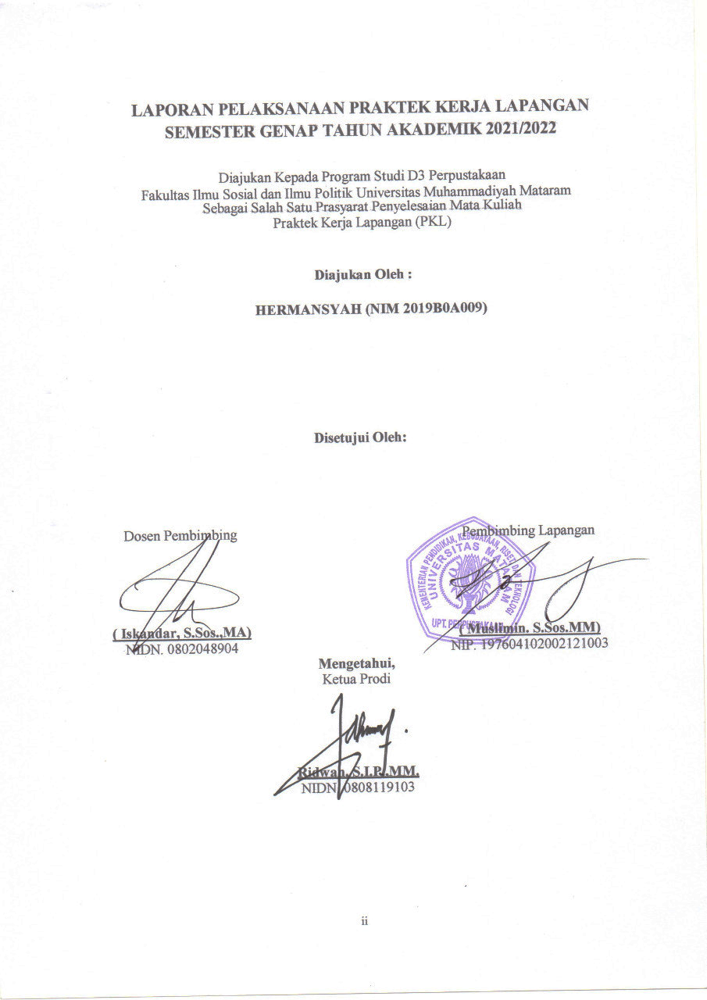 LAPORAN PELAKSANAAN PRAKTEK KERJA LAPANGAN
SEMESTER GENAP TAHUN AKADEMIK 2021/2022
Diajukan Kepada Program Studi D3 Perpustakaan
Fakultas Ilmu Sosial dan Ilmu Politik Universitas Muhammadiyah Mataram
Sebagai Salah Satu Prasyarat Penyelesaian Mata Kuliah
Praktek Kerja Lapangan (PKL)
Diajukan Oleh :
HERMANSYAH (NIM 2019B0A009)
Disetujui Oleh:
Dosen Pembimbing
( Iskandar, S.Sos.,MA)
NIDN. 0802048904
Pembimbing Lapangan
KEMENTERIAN PENDIDIKAN, KEBUDAYAAN, RISET, DAN TEKNOLOGI
UNIVERSITAS MATARAM
UPT. PERPUSTAKAAN
( Muslimin. S.Sos.MM)
NIP. 197604102002121003
Mengetahui,
Ketua Prodi
Ridwan, S.I.P.,MM.
NIDN. 0808119103
ii